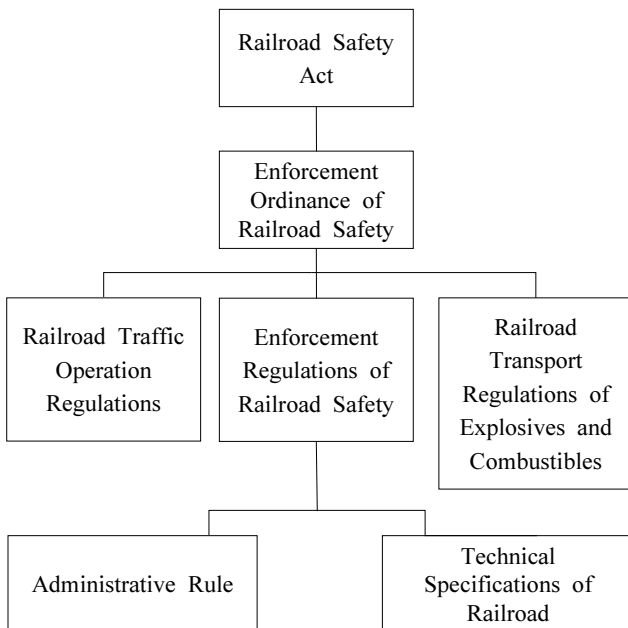 Railroad Safety
Act
Enforcement
Ordinance of
Railroad Safety
Railroad Traffic
Operation
Regulations
Enforcement
Regulations of
Railroad Safety
Railroad
Transport
Regulations of
Explosives and
Combustibles
Administrative Rule
Technical
Specifications of
Railroad